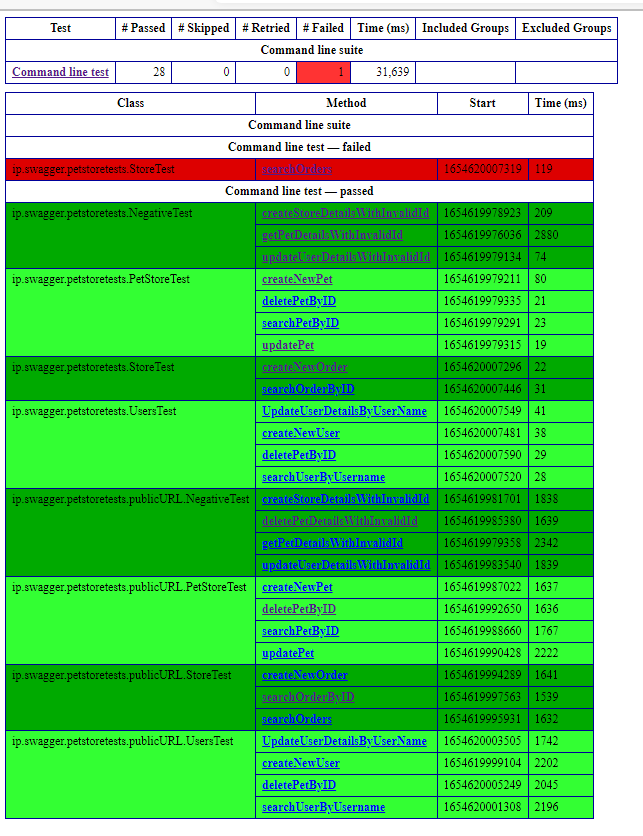 Test # Passed # Skipped # Retried # Failed Time (ms) Included Groups Excluded Groups
Command line suite
Command line test 28 0 0 1 31,639
Class Method Start Time (ms)
Command line suite
Command line test — failed
ip.swagger.petstoretests.StoreTest searchOrders 1654620007319 119
Command line test — passed
ip.swagger.petstoretests.NegativeTest createStoreDetailsWithInvalidId 1654619978923 209
getPetDetailsWithInvalidId 1654619976036 2880
updateUserDetailsWithInvalidId 1654619979134 74
ip.swagger.petstoretests.PetStoreTest createNewPet 1654619979211 80
deletePetByID 1654619979335 21
searchPetByID 1654619979291 23
updatePet 1654619979315 19
ip.swagger.petstoretests.StoreTest createNewOrder 1654620007296 22
searchOrderByID 1654620007446 31
ip.swagger.petstoretests.UsersTest UpdateUserDetailsByUserName 1654620007549 41
createNewUser 1654620007481 38
deletePetByID 1654620007590 29
searchUserByUsername 1654620007520 28
ip.swagger.petstoretests.publicURL.NegativeTest createStoreDetailsWithInvalidId 1654619981701 1838
deletePetDetailsWithInvalidId 1654619985380 1639
getPetDetailsWithInvalidId 1654619979358 2342
updateUserDetailsWithInvalidId 1654619983540 1839
ip.swagger.petstoretests.publicURL.PetStoreTest createNewPet 1654619987022 1637
deletePetByID 1654619992650 1636
searchPetByID 1654619988660 1767
updatePet 1654619990428 2222
ip.swagger.petstoretests.publicURL.StoreTest createNewOrder 1654619994289 1641
searchOrderByID 1654619997563 1539
searchOrders 1654619995931 1632
ip.swagger.petstoretests.publicURL.UsersTest UpdateUserDetailsByUserName 1654620003505 1742
createNewUser 1654619999104 2202
deletePetByID 1654620005249 2045
searchUserByUsername 1654620001308 2196